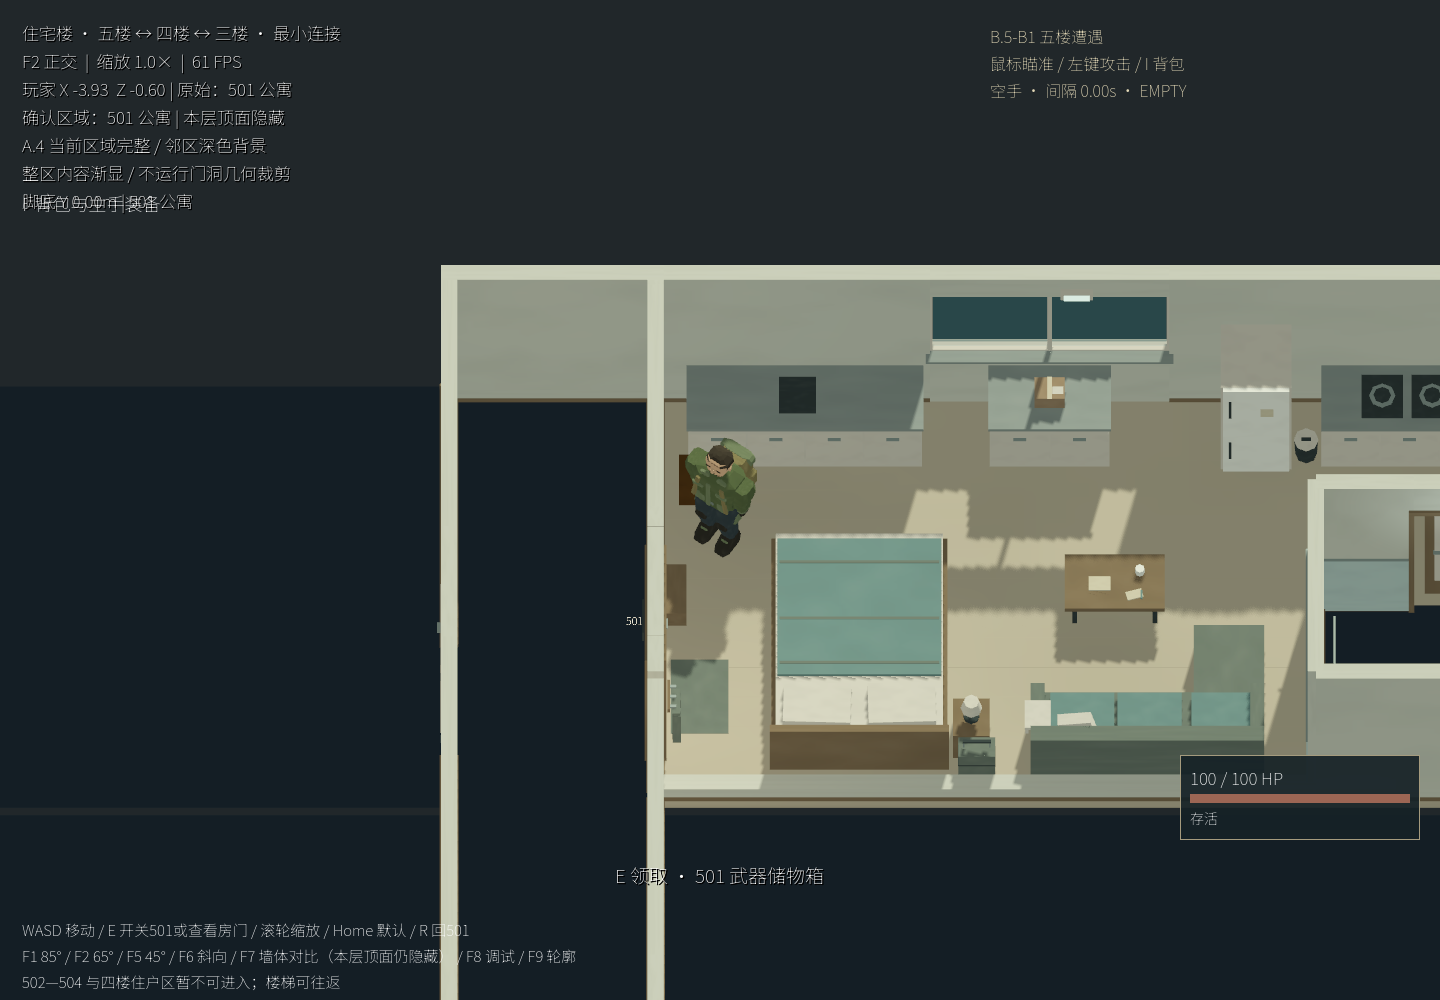 住宅楼 · 五楼 ↔ 四楼 ↔ 三楼 · 最小连接
F2 正交 | 缩放 1.0× | 61 FPS
玩家 X -3.93 Z -0.60 | 原始：501 公寓
确认区域：501 公寓 | 本层顶面隐藏
A.4 当前区域完整 / 邻区深色背景
整区内容渐显 / 不运行门洞几何裁剪
公寓
B.5-B1 五楼遭遇
鼠标瞄准 / 左键攻击 / I 背包
空手 · 间隔 0.00s · EMPTY
501
100 / 100 HP
存活
E 领取 · 501 武器储物箱
WASD 移动 / E 开关501或查看房门 / 滚轮缩放 / Home 默认 / R 回501
F1 85° / F2 65° / F5 45° / F6 斜向 / F7 墙体对比（本层顶面仍隐藏） / F8 调试 / F9 轮廓
502—504 与四楼住户区暂不可进入；楼梯可往返